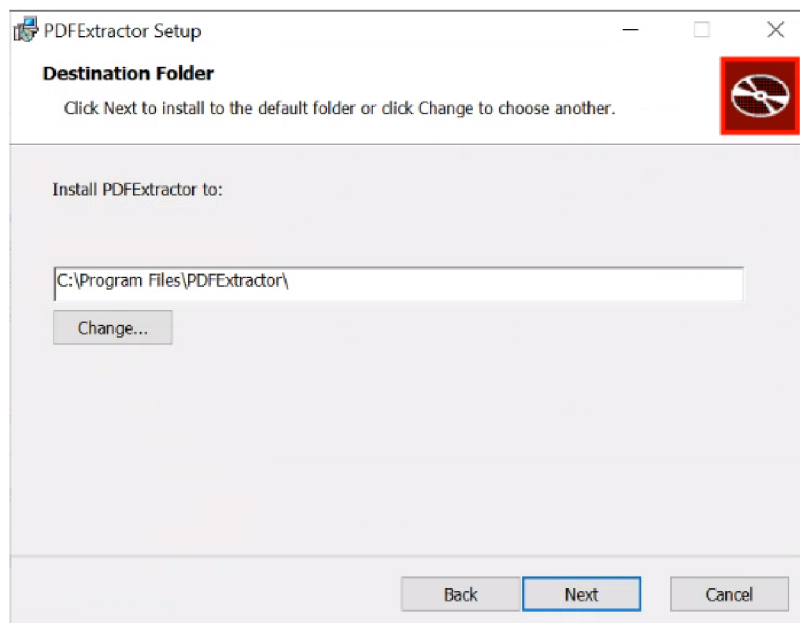 PDFExtractor Setup
Destination Folder
Click Next to install to the default folder or click Change to choose another.
Install PDFExtractor to:
C:\Program Files\PDFExtractor\
Change...
Back Next Cancel